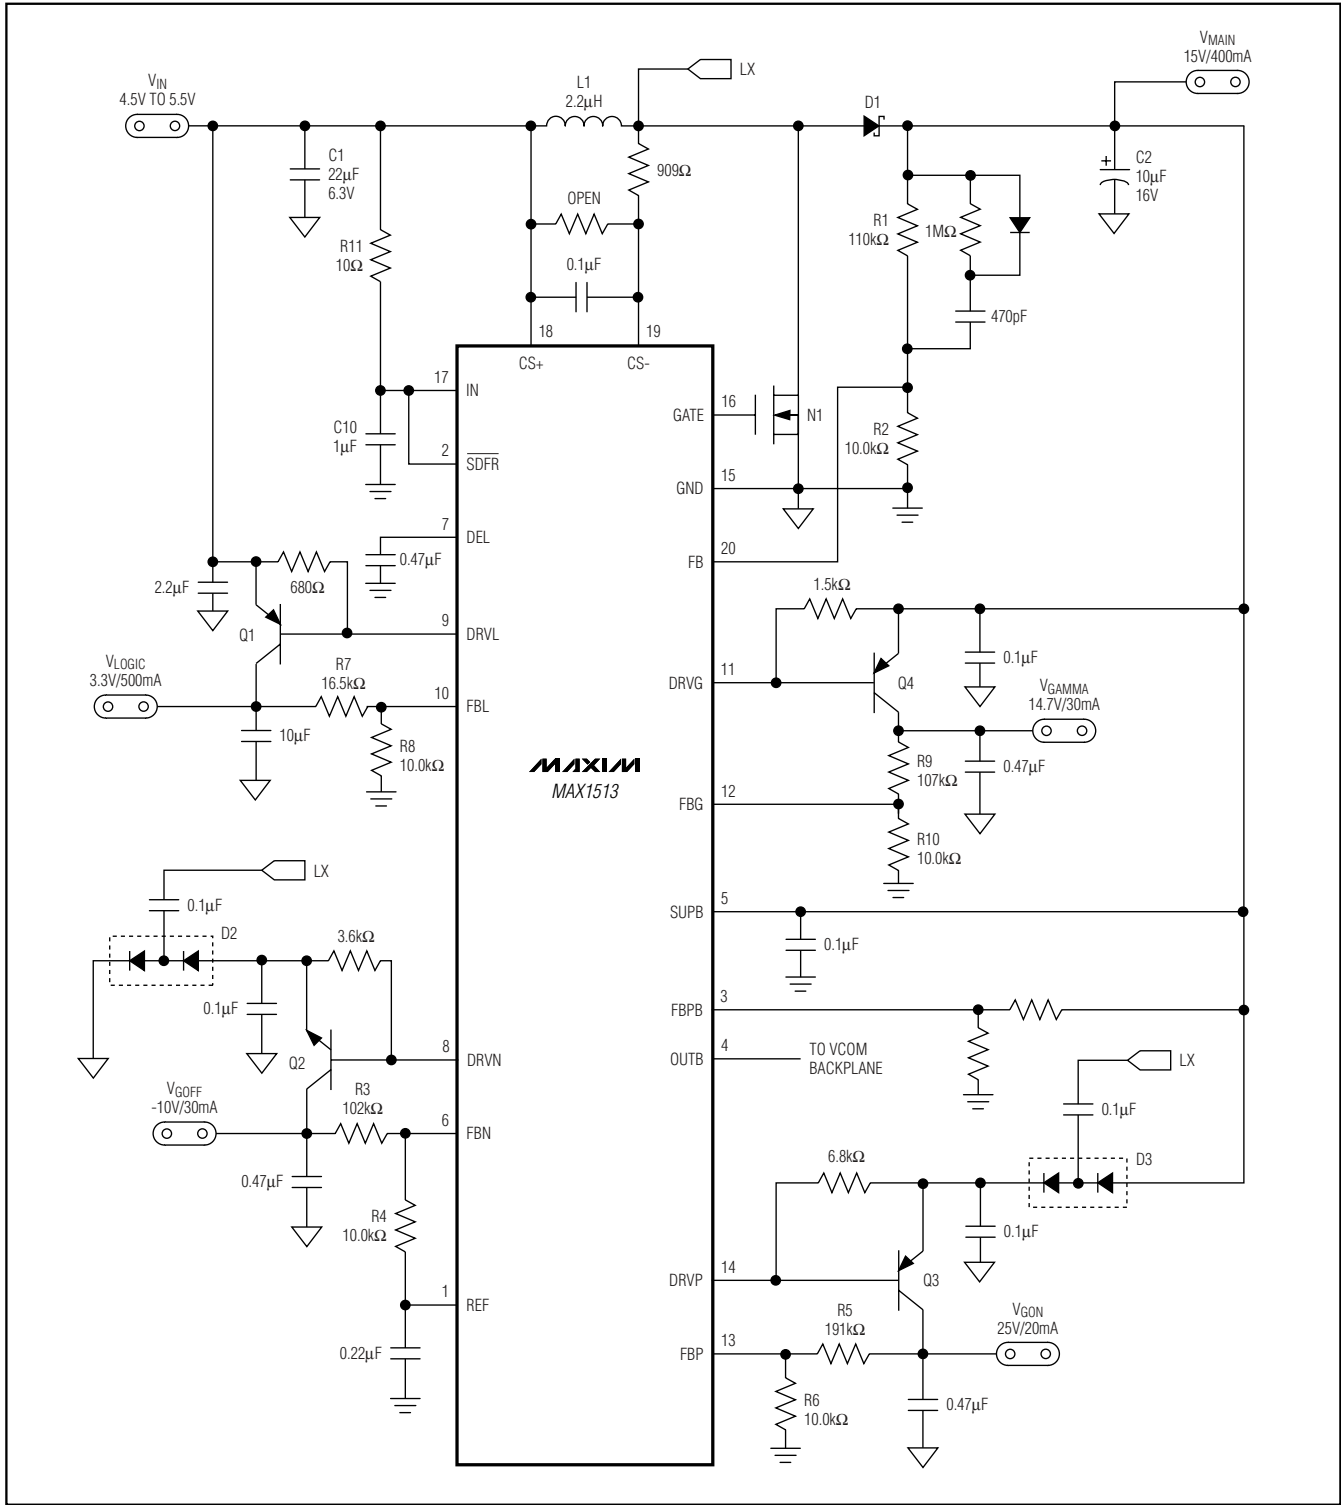 VMAIN
15V/400mA
LX
VIN
4.5V TO 5.5V
L1
2.2µH
D1
C1
22µF
6.3V
909Ω
C2
+
10µF
16V
OPEN
R1
110kΩ
1MΩ
R11
10Ω
0.1µF
470pF
18
19
CS+
CS-
17
IN
16
GATE
N1
C10
1µF
R2
10.0kΩ
2
SDFR
15
GND
7
DEL
0.47µF
20
FB
2.2µF
680Ω
1.5kΩ
Q1
9
DRVL
0.1µF
VLOGIC
3.3V/500mA
R7
16.5kΩ
11
DRVG
Q4
VGAMMA
14.7V/30mA
10
FBL
10µF
R8
10.0kΩ
R9
107kΩ
0.47µF
MAXIM
MAX1513
12
FBG
R10
10.0kΩ
LX
0.1µF
5
SUPB
D2
3.6kΩ
0.1µF
0.1µF
3
FBPB
Q2
8
DRVN
4
OUTB
TO VCOM
BACKPLANE
LX
VGOFF
-10V/30mA
R3
102kΩ
0.1µF
6
FBN
6.8kΩ
D3
0.47µF
R4
10.0kΩ
0.1µF
14
DRVP
Q3
1
REF
R5
191kΩ
VGON
25V/20mA
0.22µF
13
FBP
R6
10.0kΩ
0.47µF